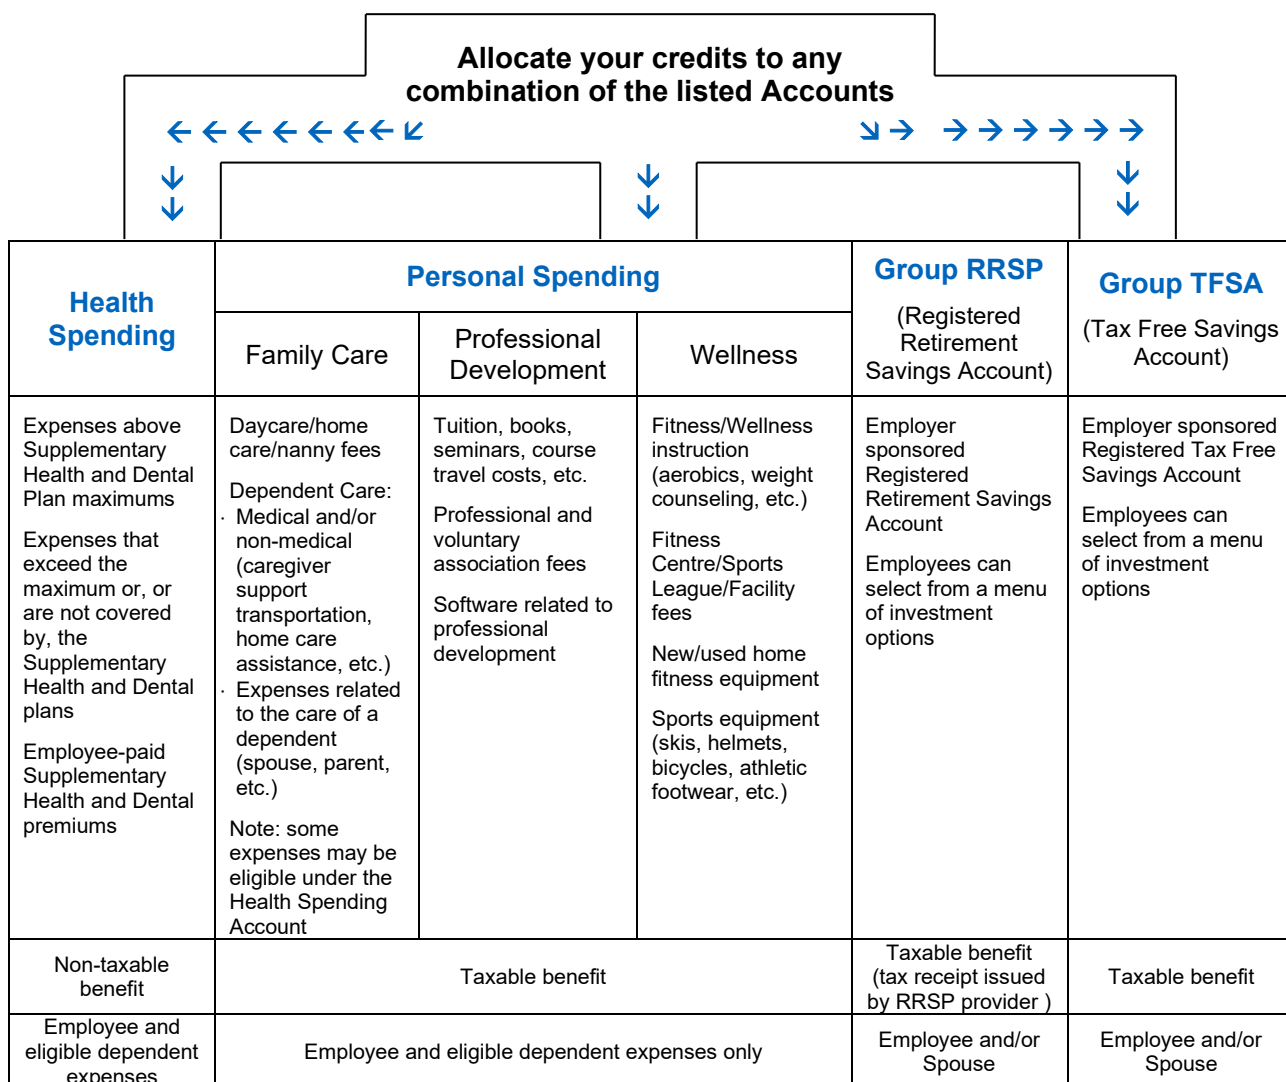 Allocate your credits to any
combination of the listed Accounts
Health
Spending
Personal Spending
Family Care
Professional
Development
Wellness
Group RRSP
(Registered
Retirement
Savings Account)
Group TFSA
(Tax Free Savings
Account)
Expenses above
Supplementary
Health and Dental
Plan maximums
Expenses that
exceed the
maximum or, or
are not covered
by, the
Supplementary
Health and Dental
plans
Employee-paid
Supplementary
Health and Dental
premiums
Daycare/home
care/nanny fees
Dependent Care:
· Medical and/or
non-medical
(caregiver
support
transportation,
home care
assistance, etc.)
· Expenses related
to the care of a
dependent
(spouse, parent,
etc.)
Note: some
expenses may be
eligible under the
Health Spending
Account
Tuition, books,
seminars, course
travel costs, etc.
Professional and
voluntary
association fees
Software related to
professional
development
Fitness/Wellness
instruction
(aerobics, weight
counseling, etc.)
Fitness
Centre/Sports
League/Facility
fees
New/used home
fitness equipment
Sports equipment
(skis, helmets,
bicycles, athletic
footwear, etc.)
Employer
sponsored
Registered
Retirement Savings
Account
Employees can
select from a menu
of investment
options
Employer sponsored
Registered Tax Free
Savings Account
Employees can
select from a menu
of investment
options
Non-taxable
benefit
Taxable benefit
Taxable benefit
(tax receipt issued
by RRSP provider )
Taxable benefit
Employee and
eligible dependent
expenses
Employee and eligible dependent expenses only
Employee and/or
Spouse
Employee and/or
Spouse